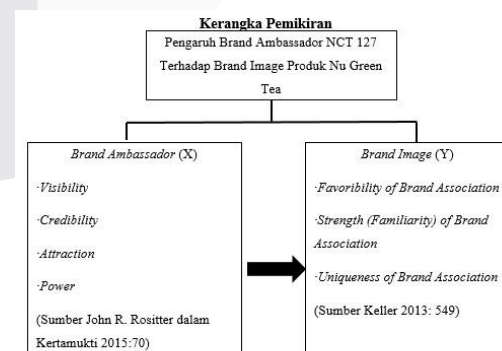 Kerangka Pemikiran
Pengaruh Brand Ambassador NCT 127
Terhadap Brand Image Produk Nu Green
Tea
Brand Ambassador (X)
·Visibility
·Credibility
·Attraction
·Power
(Sumber John R. Rositter dalam
Kertamukti 2015:70)
Brand Image (Y)
·Favoribility of Brand Association
·Strength (Familiarity) of Brand
Association
·Uniqueness of Brand Association
(Sumber Keller 2013: 549)